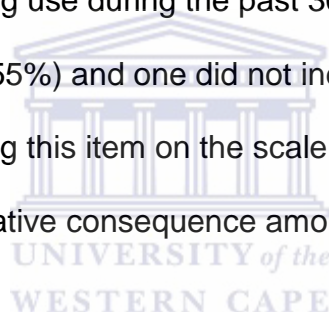 use during the past 3
55%) and one did not in
this item on the scale
ative consequence amo
UNIVERSITY of the
WESTERN CAPE